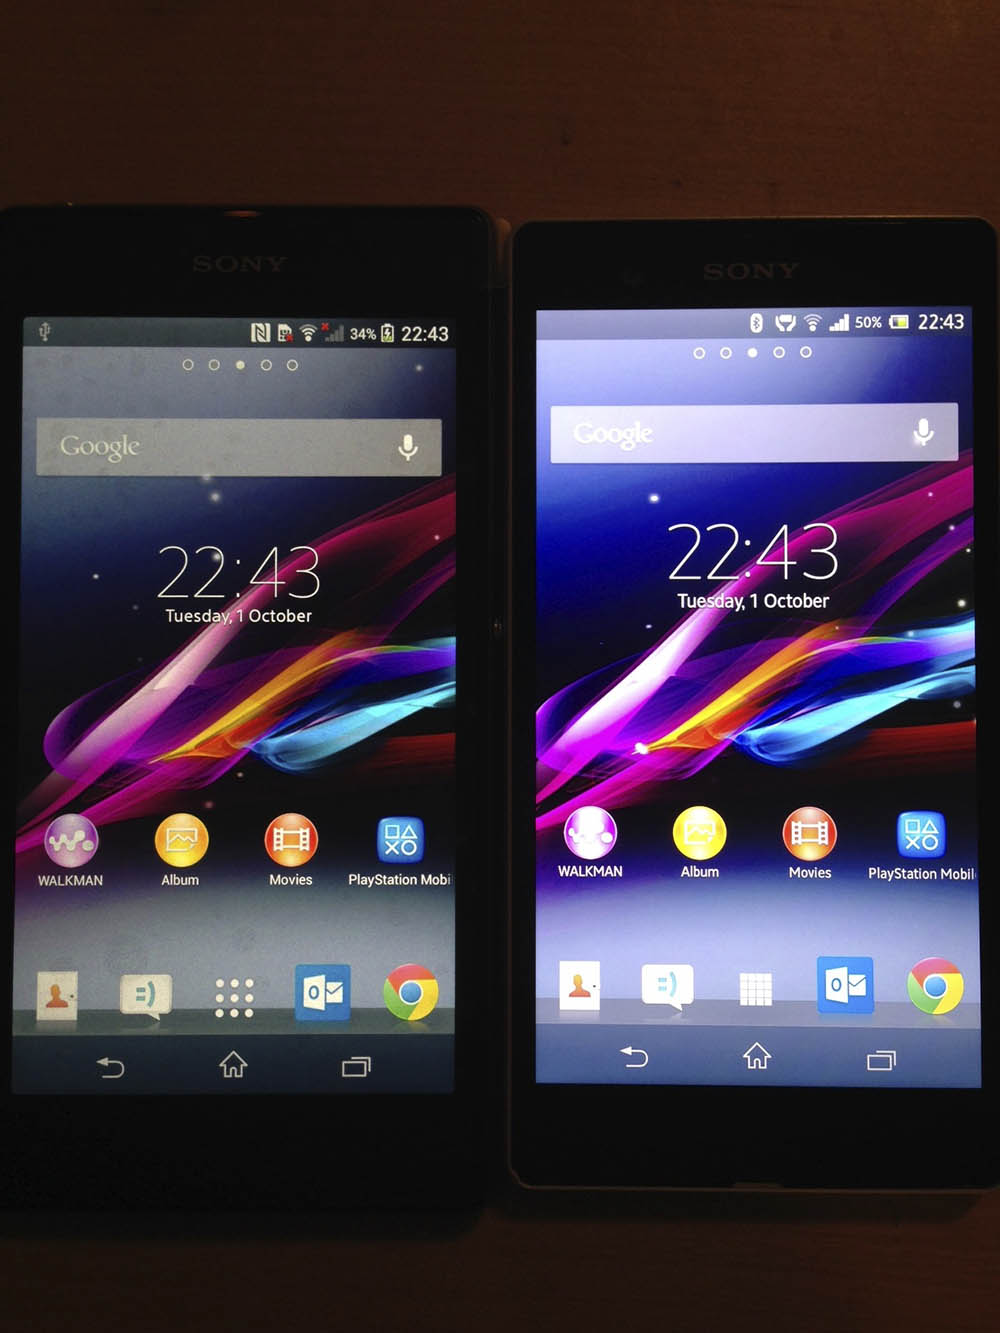 SONY
34% 22:43
Google
22:43
Tuesday, 1 October
WALKMAN Album Movies PlayStation Mobi
SONY
50% 22:43
Google
22:43
Tuesday, 1 October
WALKMAN Album Movies PlayStation Mobil